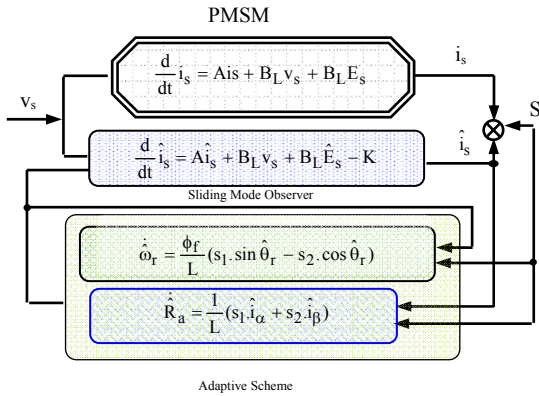 PMSM
d/dt i_s = Ais + B_L v_s + B_L E_s
i_s
v_s
S
d/dt î_s = Aî_s + B_L v_s + B_L Ê_s − K
î_s
Sliding Mode Observer
ω̂̇_r = ϕ_f/L (s_1.sin θ̂_r − s_2.cos θ̂_r)
R̂̇_a = 1/L (s_1.î_α + s_2.î_β)
Adaptive Scheme